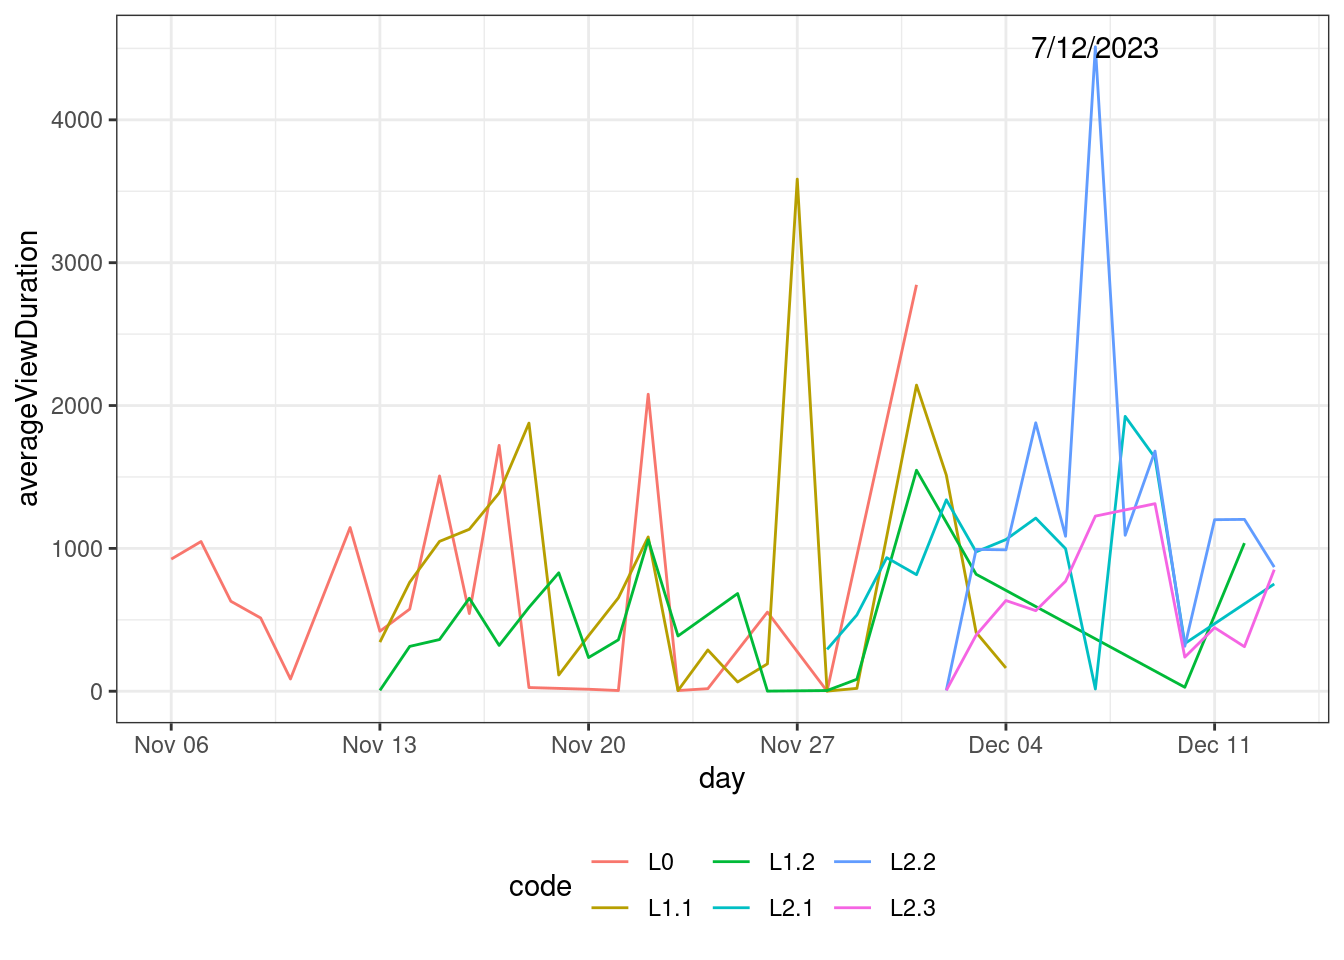 7/12/2023
4000
3000
2000
1000
0
averageViewDuration
Nov 06 Nov 13 Nov 20 Nov 27 Dec 04 Dec 11
day
code
L0 L1.2 L2.2
L1.1 L2.1 L2.3